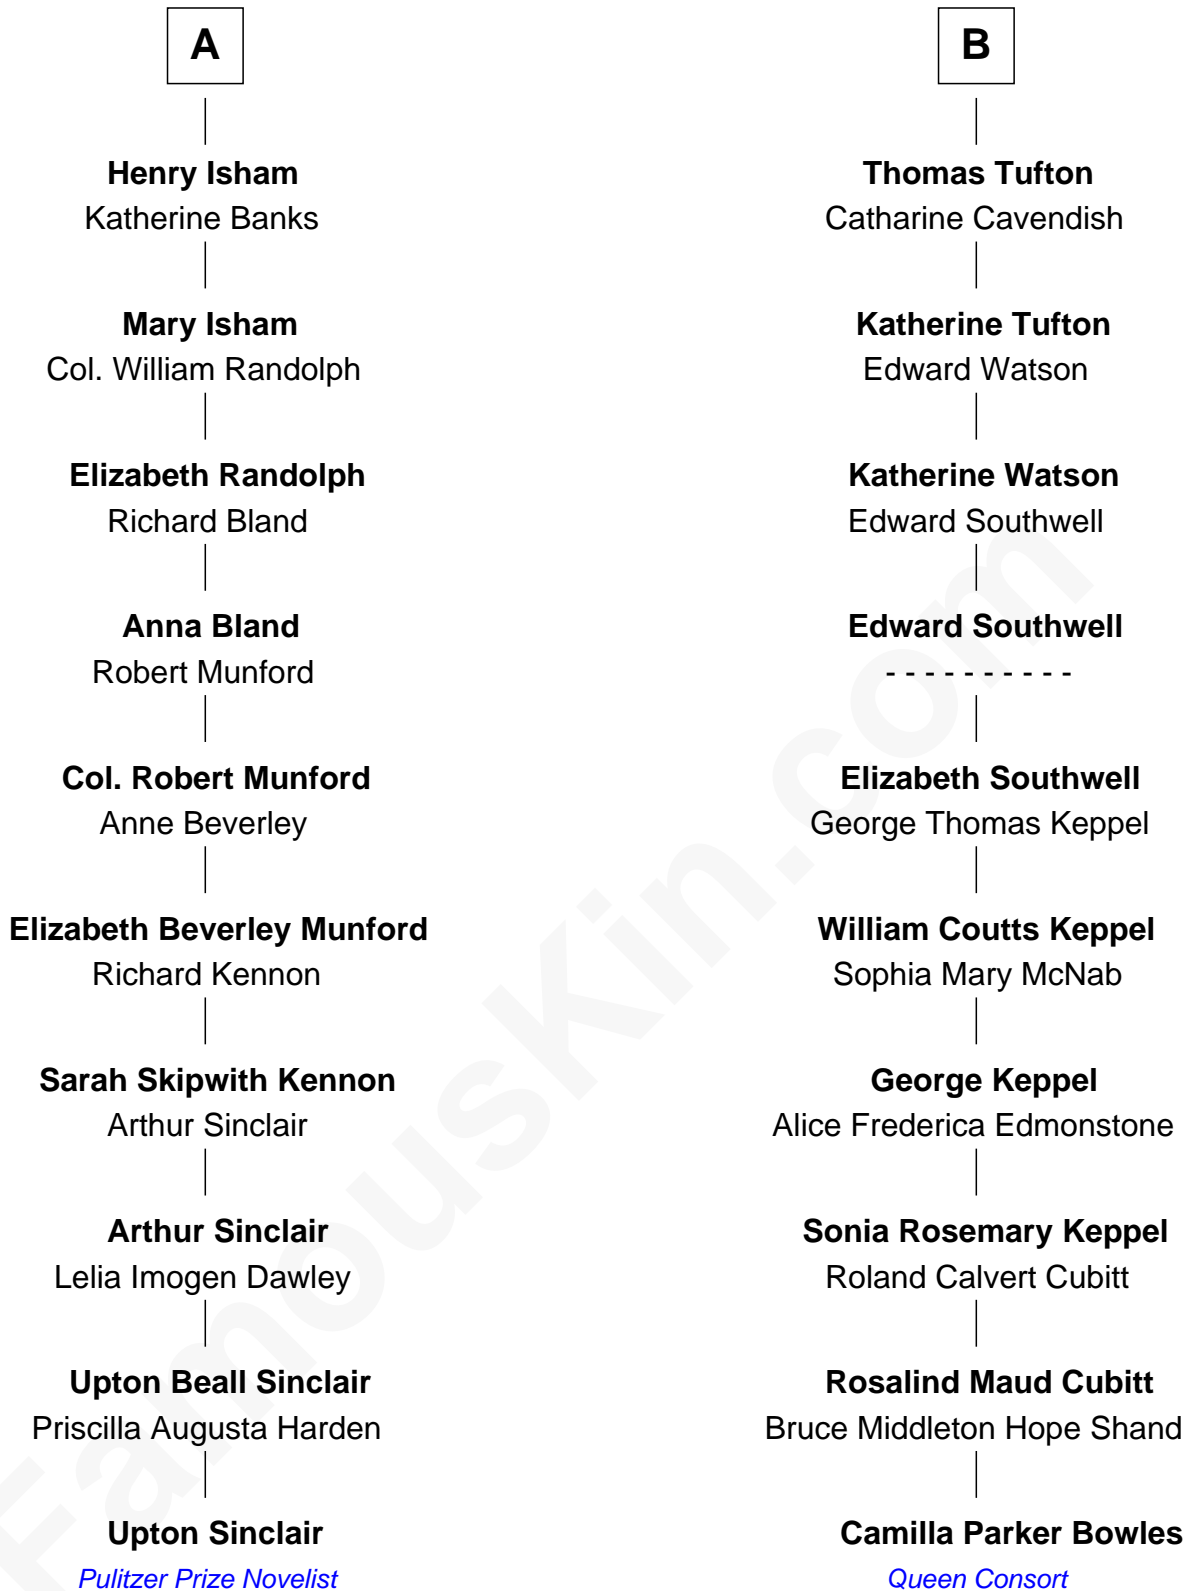 A
Henry Isham
Katherine Banks
Mary Isham
Col. William Randolph
Elizabeth Randolph
Richard Bland
Anna Bland
Robert Munford
Col. Robert Munford
Anne Beverley
Elizabeth Beverley Munford
Richard Kennon
Sarah Skipwith Kennon
Arthur Sinclair
Arthur Sinclair
Lelia Imogen Dawley
Upton Beall Sinclair
Priscilla Augusta Harden
Upton Sinclair
Pulitzer Prize Novelist
B
Thomas Tufton
Catharine Cavendish
Katherine Tufton
Edward Watson
Katherine Watson
Edward Southwell
Edward Southwell
- - - - - - - - - -
Elizabeth Southwell
George Thomas Keppel
William Coutts Keppel
Sophia Mary McNab
George Keppel
Alice Frederica Edmonstone
Sonia Rosemary Keppel
Roland Calvert Cubitt
Rosalind Maud Cubitt
Bruce Middleton Hope Shand
Camilla Parker Bowles
Queen Consort
FamousKin.com